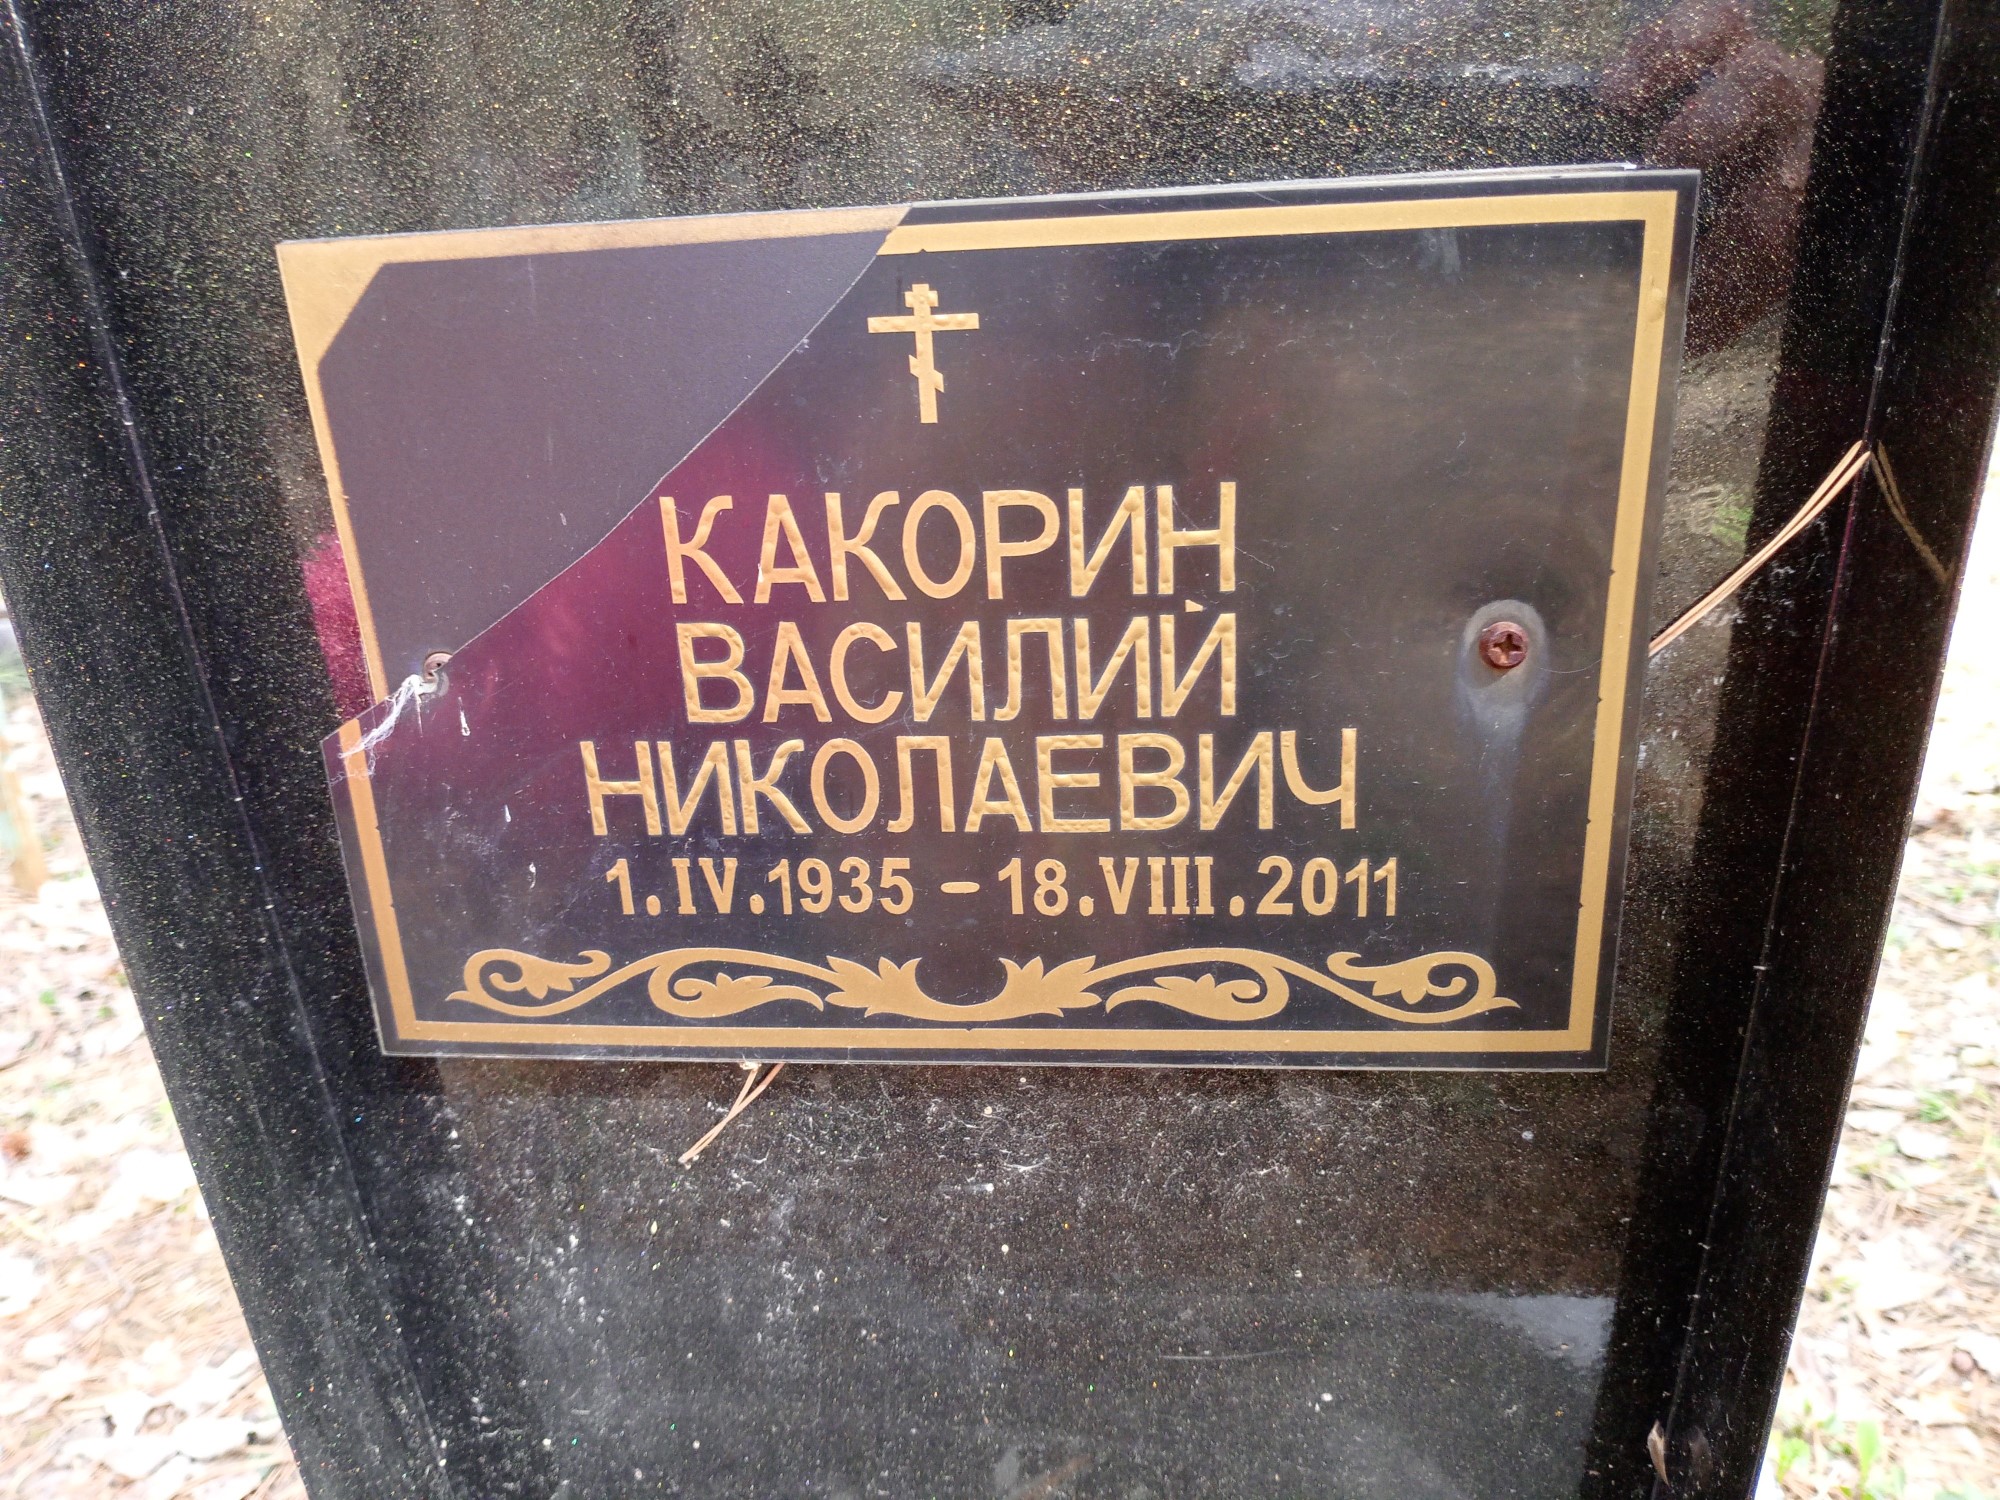 КАКОРИН
ВАСИЛИЙ
НИКОЛАЕВИЧ
1.IV.1935 – 18.VIII.2011